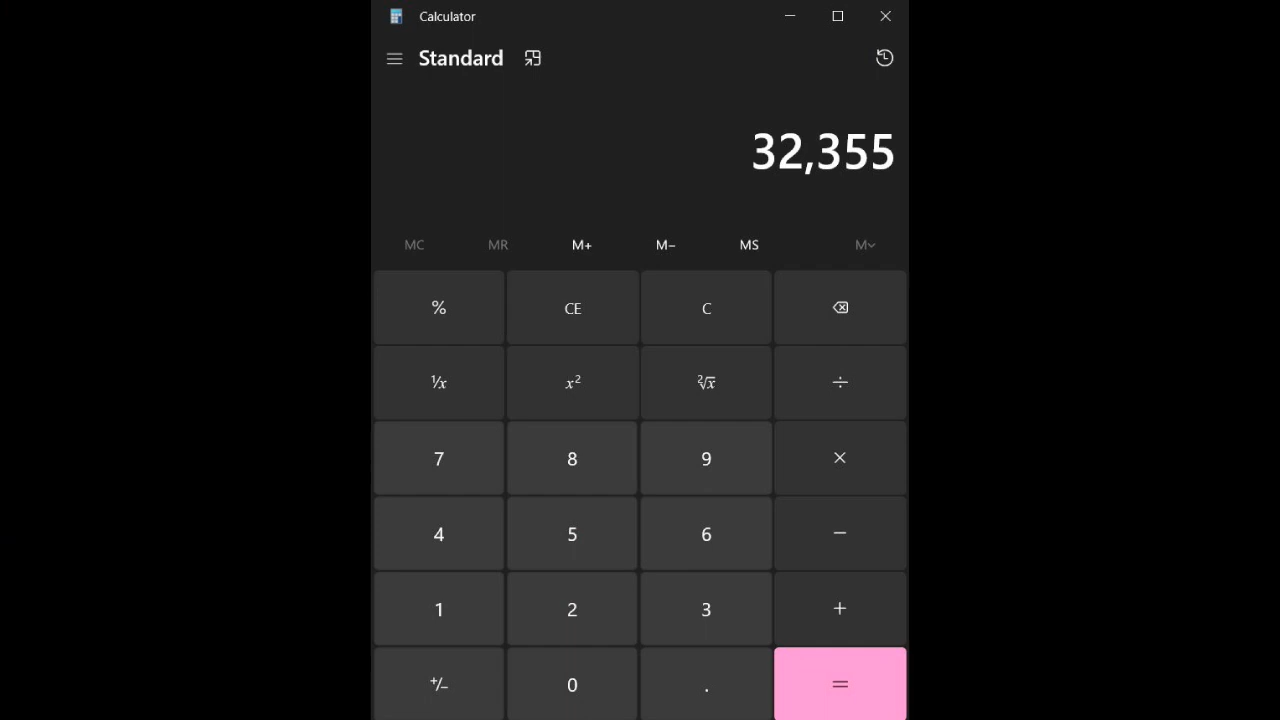 Calculator
Standard
32,355
MC MR M+ M− MS M
% CE C
¹/x x² ²√x ÷
7 8 9 ×
4 5 6 −
1 2 3 +
+/− 0 . =